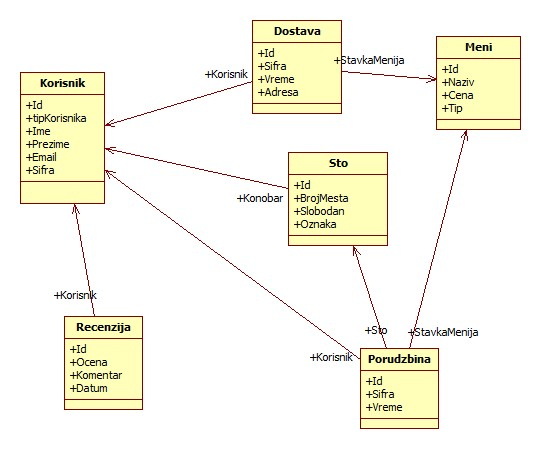 Dostava
+Id
+Sifra
+Vreme
+Adresa
+Korisnik
+StavkaMenija
Meni
+Id
+Naziv
+Cena
+Tip
Korisnik
+Id
+tipKorisnika
+Ime
+Prezime
+Email
+Sifra
Sto
+Id
+BrojMesta
+Slobodan
+Oznaka
+Konobar
+Korisnik
Recenzija
+Id
+Ocena
+Komentar
+Datum
+Sto
+StavkaMenija
+Korisnik
Porudzbina
+Id
+Sifra
+Vreme